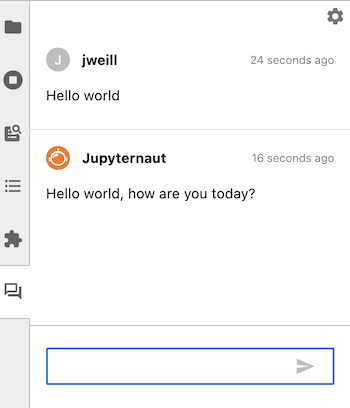 J jweill 24 seconds ago
Hello world
Jupyternaut 16 seconds ago
Hello world, how are you today?